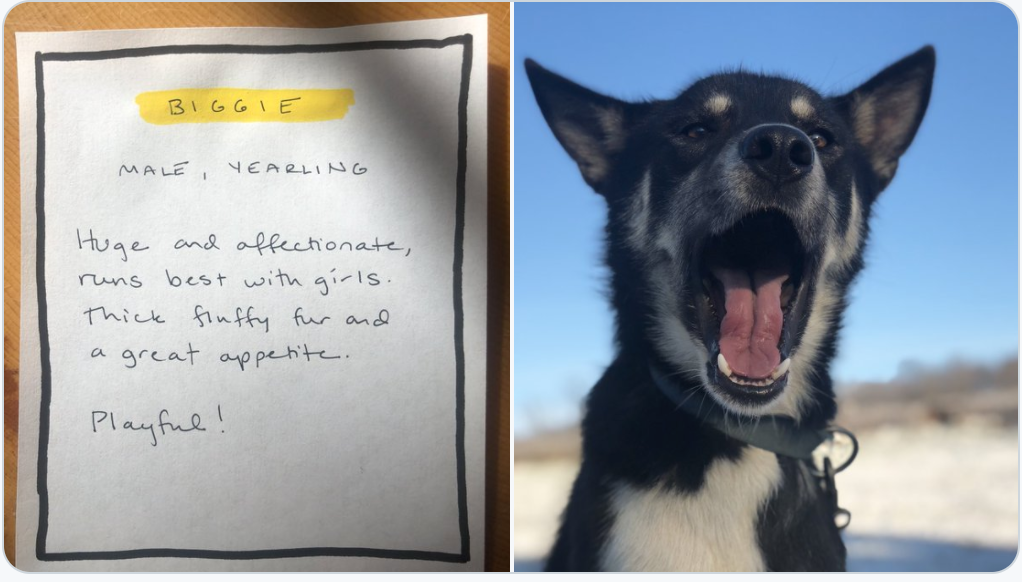 BIGGIE
MALE, YEARLING
Huge and affectionate,
runs best with girls.
Thick fluffy fur and
a great appetite.
Playful!